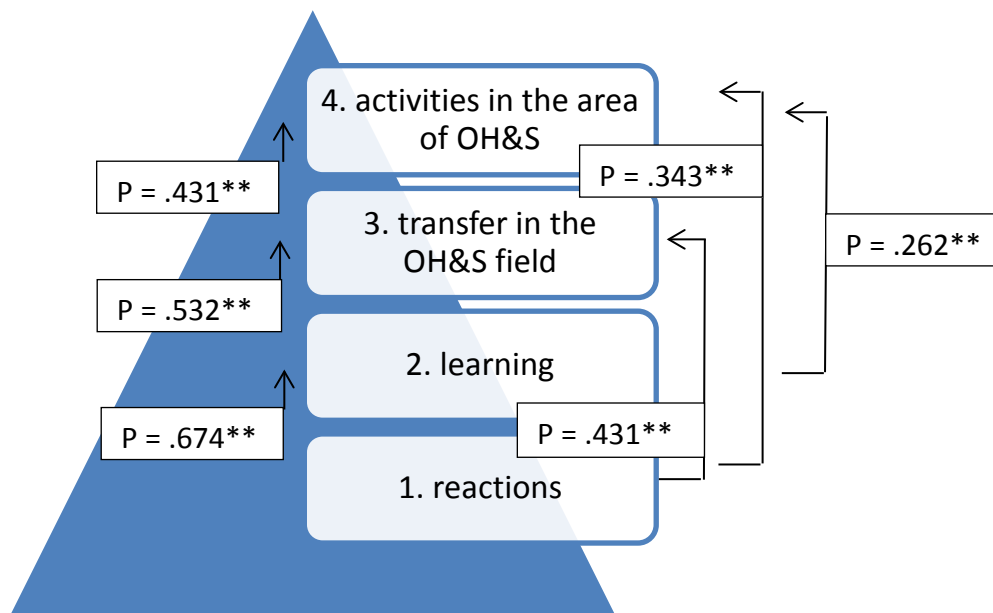 4. activities in the area
of OH&S
P = .343**
P = .431**
3. transfer in the
OH&S field
P = .262**
P = .532**
2. learning
P = .431**
P = .674**
1. reactions